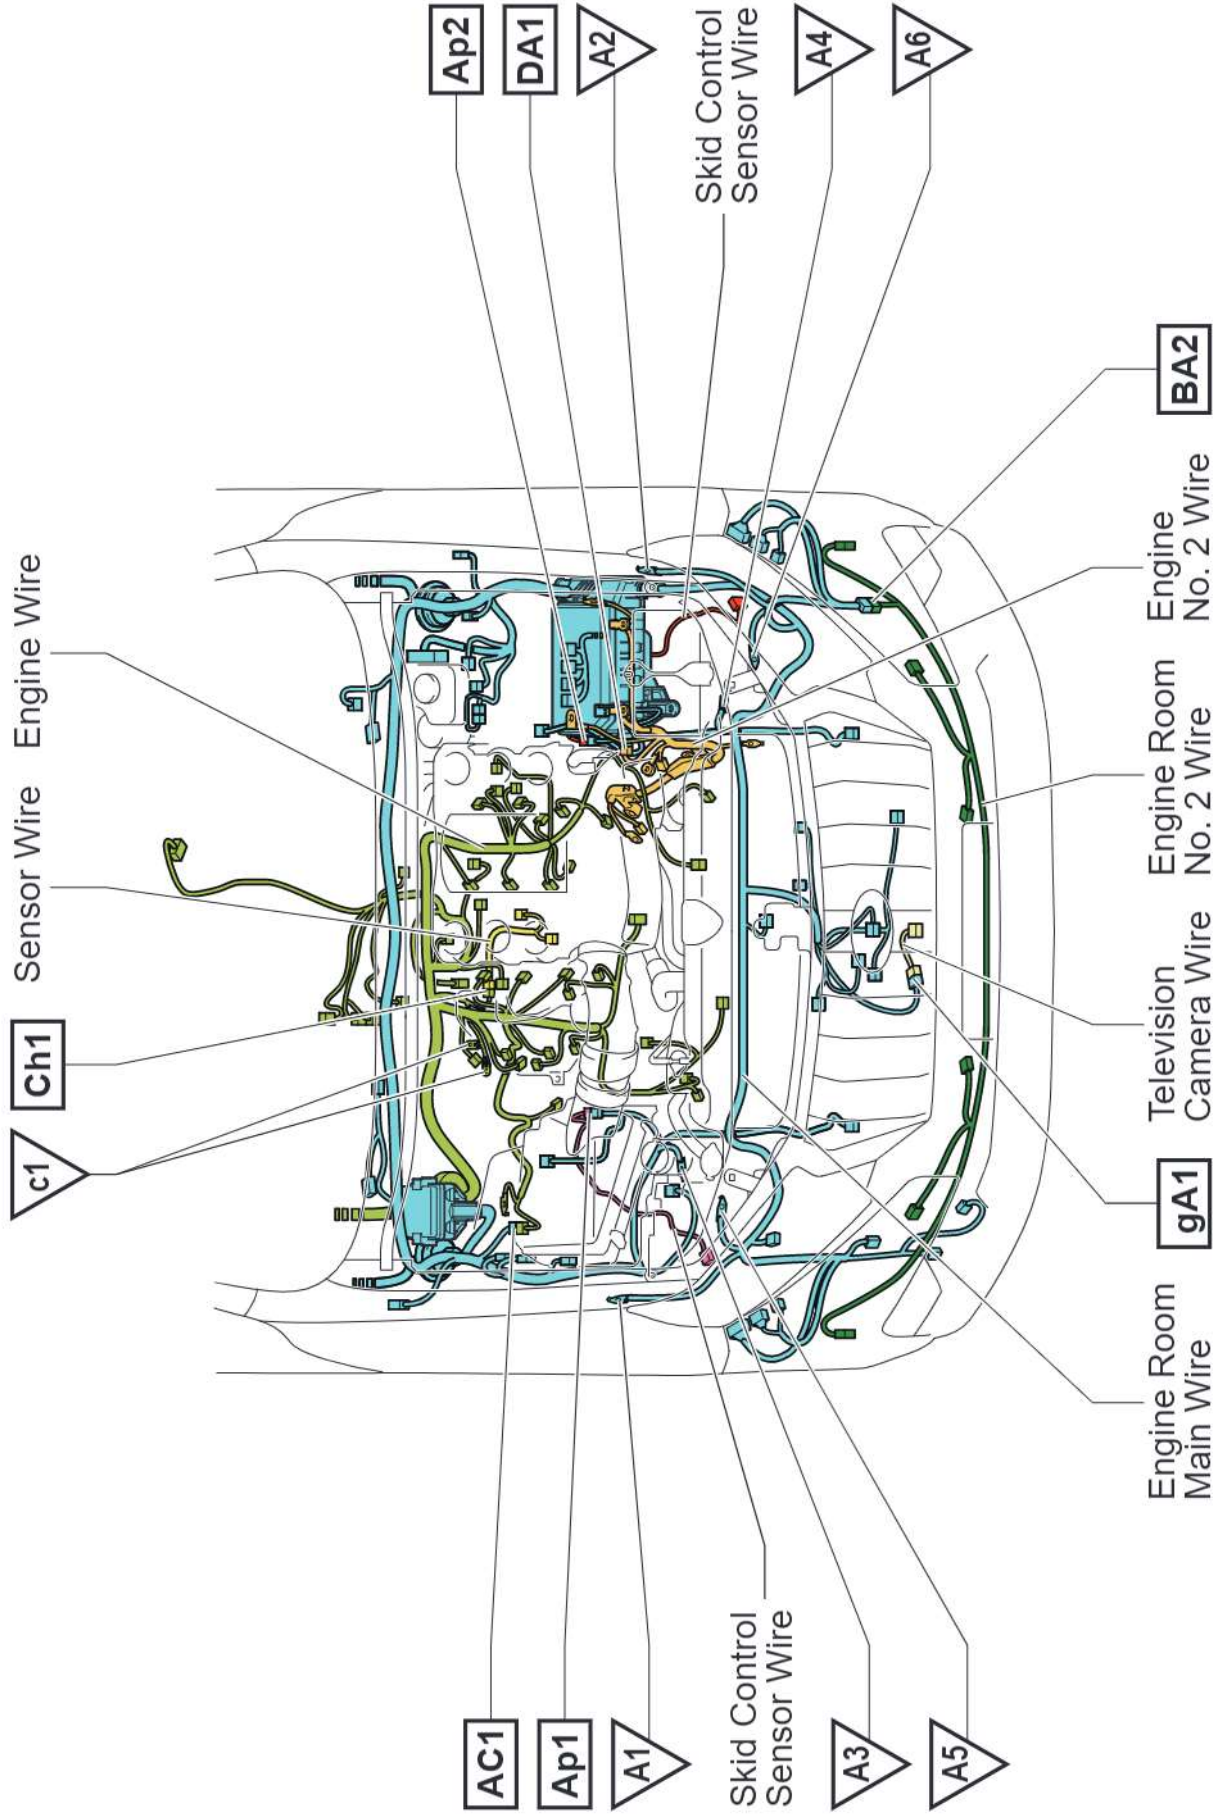 c1
Ch1
Sensor Wire
Engine Wire
AC1
Ap1
A1
Skid Control
Sensor Wire
A3
A5
Ap2
DA1
A2
Skid Control
Sensor Wire
A4
A6
Engine Room
Main Wire
gA1
Television
Camera Wire
Engine Room
No. 2 Wire
Engine
No. 2 Wire
BA2